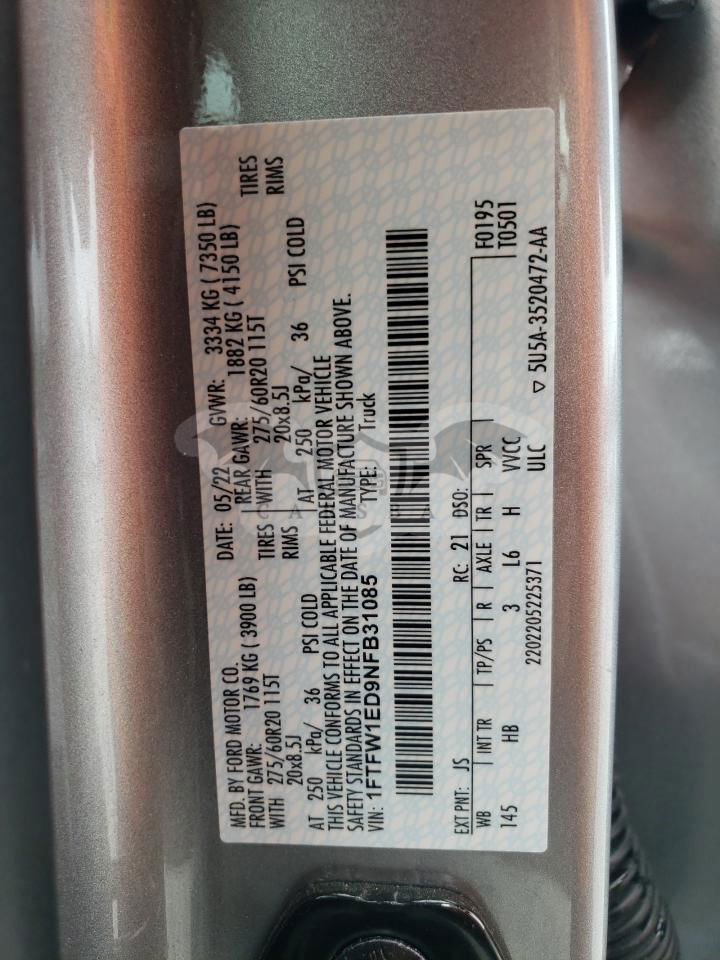 MFD. BY FORD MOTOR CO.
DATE: 05/22 GVWR: 3334 KG ( 7350 LB)
FRONT GAWR: 1769 KG ( 3900 LB)
REAR GAWR: 1882 KG ( 4150 LB)
WITH 275/60R20 115T TIRES
WITH 275/60R20 115T TIRES
20x8.5J RIMS
20x8.5J RIMS
AT 250 kPa/ 36 PSI COLD
AT 250 kPa/ 36 PSI COLD
THIS VEHICLE CONFORMS TO ALL APPLICABLE FEDERAL MOTOR VEHICLE
SAFETY STANDARDS IN EFFECT ON THE DATE OF MANUFACTURE SHOWN ABOVE.
VIN: 1FTFW1ED9NFB31085 TYPE: Truck
EXT PNT: JS RC: 21 DSO:
WB INT TR TP/PS R AXLE TR SPR F0195
T0501
145 HB 3 L6 H VVCC
2202205225371 ULC
▽ 5U5A-3520472-AA